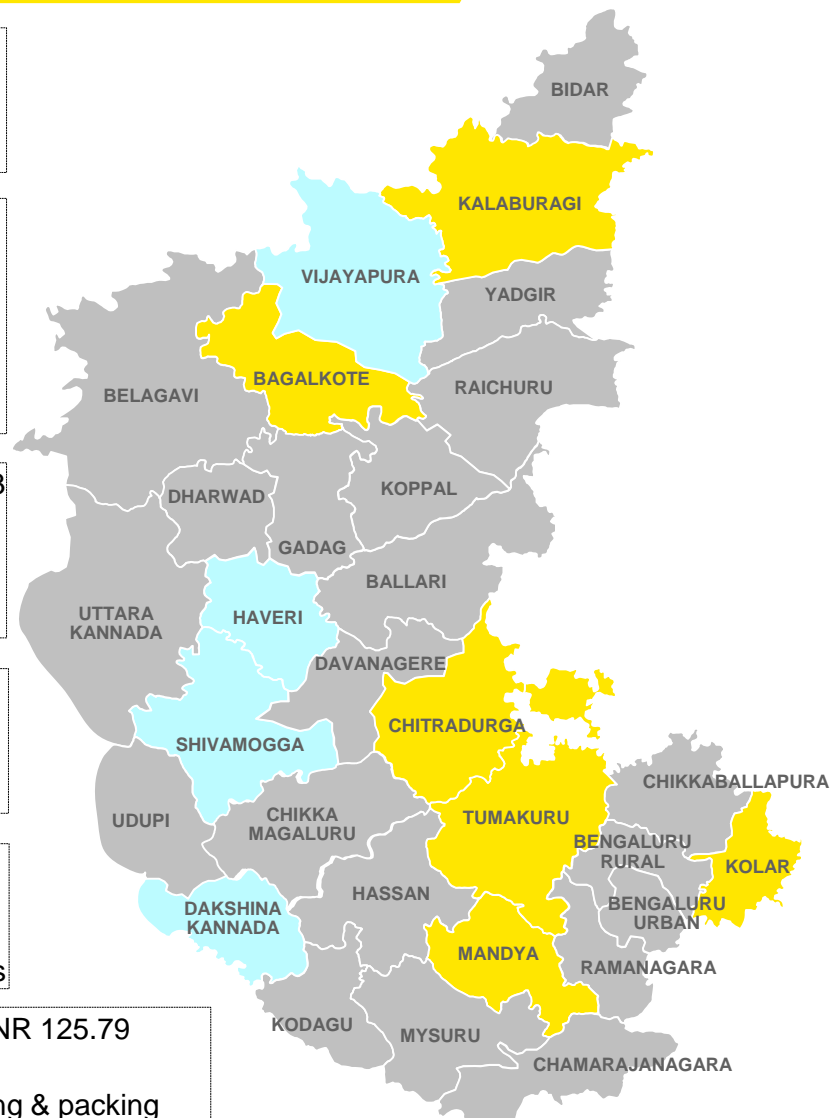 BIDAR
KALABURAGI
VIJAYAPURA
YADGIR
BAGALKOTE
RAICHURU
BELAGAVI
KOPPAL
DHARWAD
GADAG
BALLARI
UTTARA
KANNADA
HAVERI
DAVANAGERE
CHITRADURGA
SHIVAMOGGA
CHIKKABALLAPURA
UDUPI
CHIKKA
MAGALURU
TUMAKURU
BENGALURU
RURAL
KOLAR
HASSAN
DAKSHINA
KANNADA
BENGALURU
URBAN
MANDYA
RAMANAGARA
KODAGU
MYSURU
CHAMARAJANAGARA
NR 125.79
ng & packing